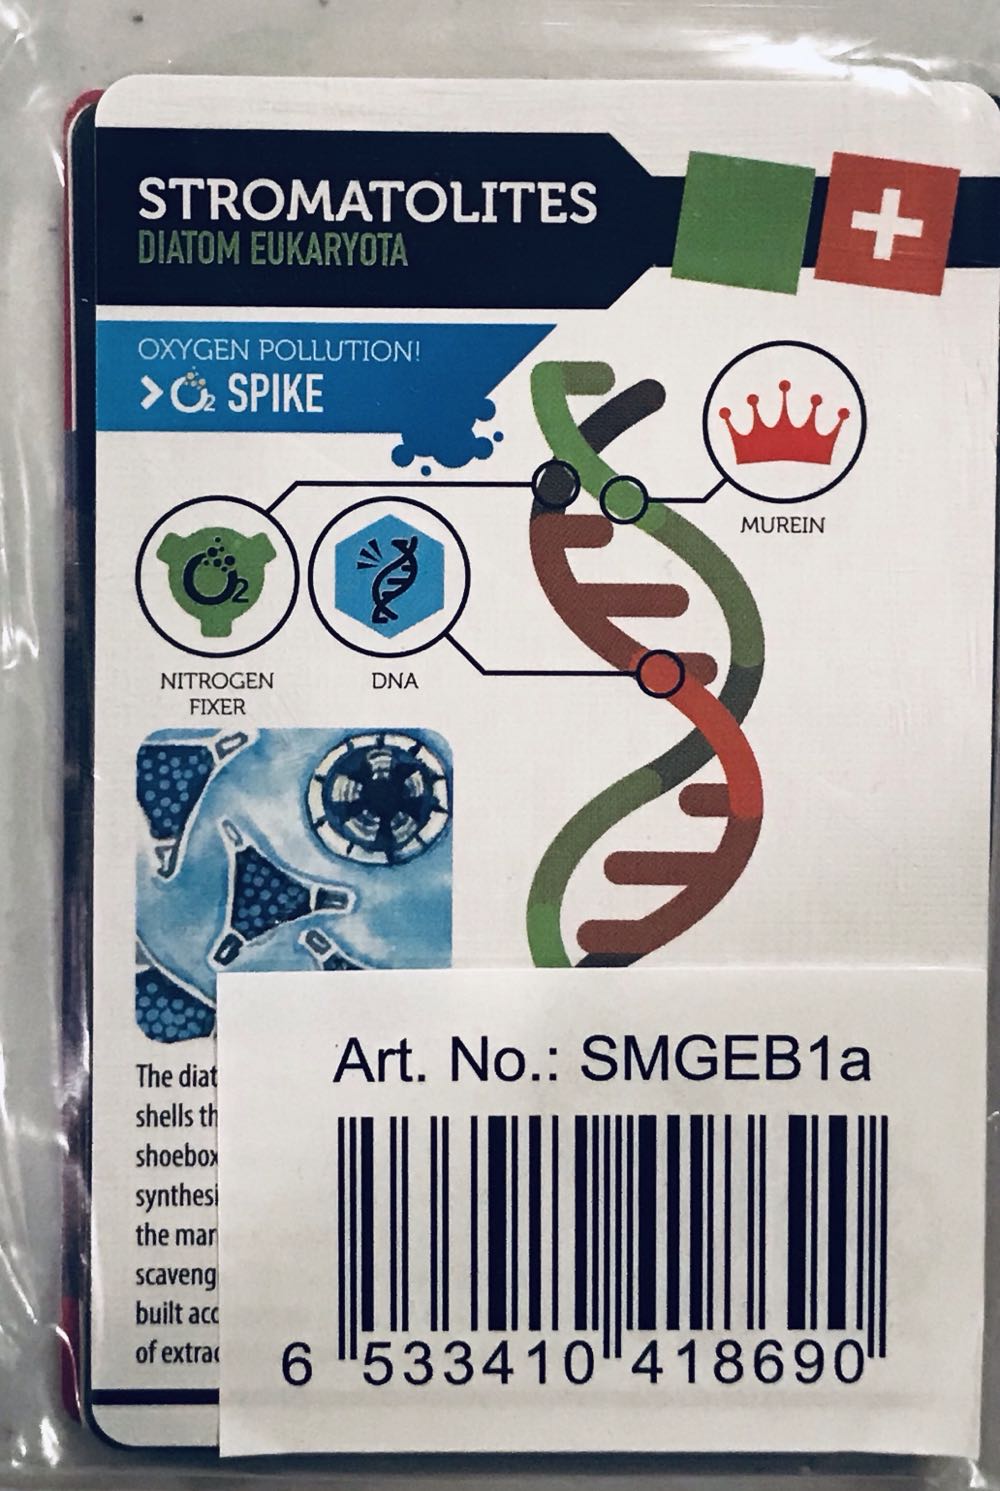 STROMATOLITES
DIATOM EUKARYOTA
OXYGEN POLLUTION!
> O2 SPIKE
MUREIN
O2
NITROGEN
FIXER
DNA
The diat
shells th
shoebox
synthesi
the mar
scaveng
built acc
of extrac
Art. No.: SMGEB1a
6 533410 418690